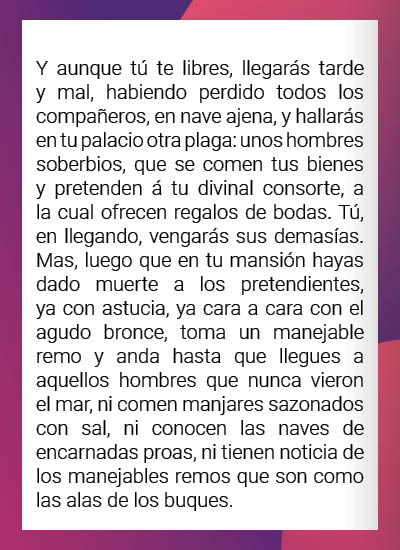 Y aunque tú te libres, llegarás tarde
y mal, habiendo perdido todos los
compañeros, en nave ajena, y hallarás
en tu palacio otra plaga: unos hombres
soberbios, que se comen tus bienes
y pretenden á tu divinal consorte, a
la cual ofrecen regalos de bodas. Tú,
en llegando, vengarás sus demasías.
Mas, luego que en tu mansión hayas
dado muerte a los pretendientes,
ya con astucia, ya cara a cara con el
agudo bronce, toma un manejable
remo y anda hasta que llegues a
aquellos hombres que nunca vieron
el mar, ni comen manjares sazonados
con sal, ni conocen las naves de
encarnadas proas, ni tienen noticia de
los manejables remos que son como
las alas de los buques.